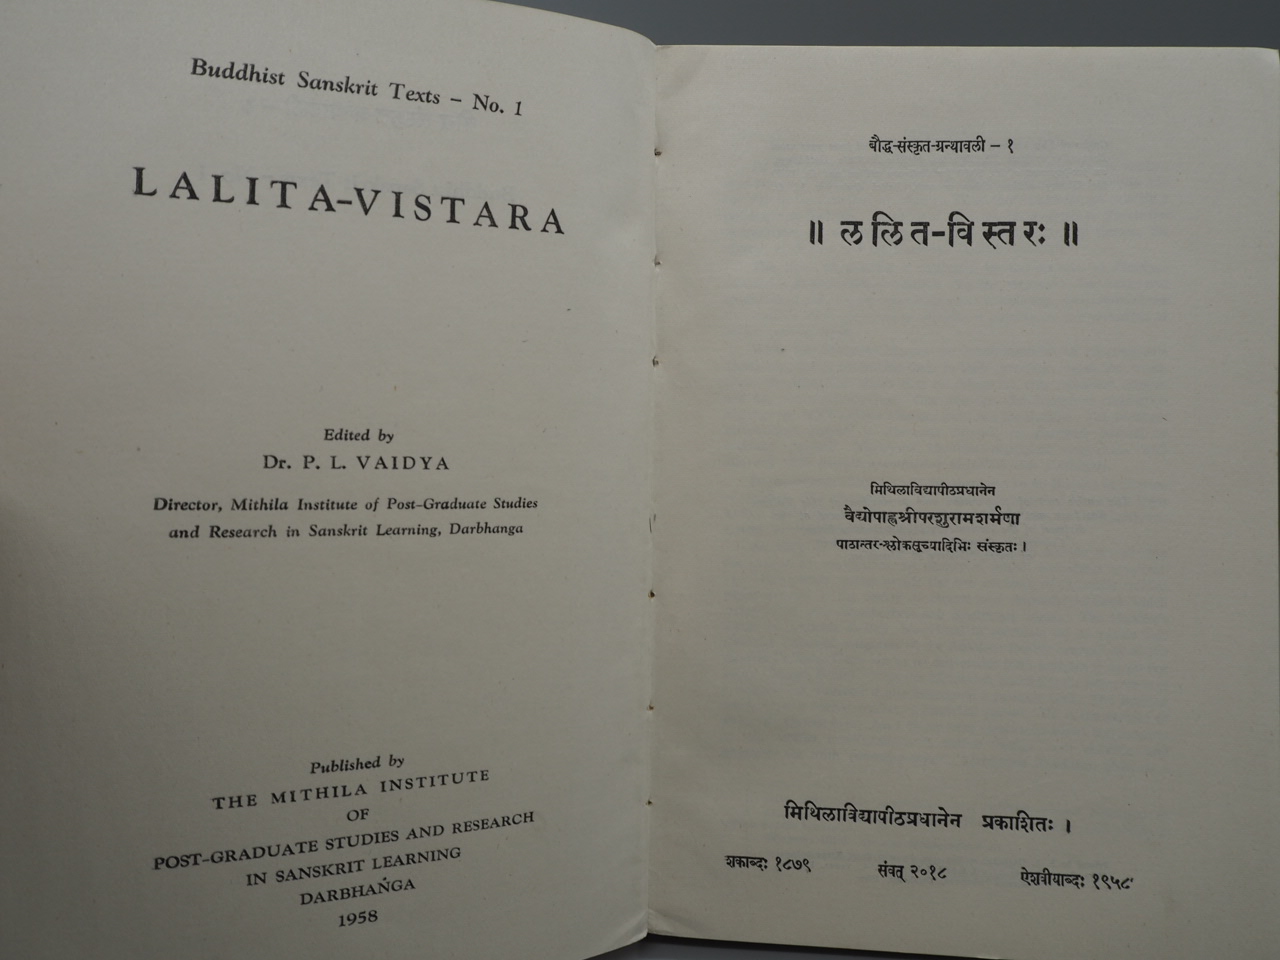 Buddhist Sanskrit Texts – No. 1
LALITA–VISTARA
Edited by
Dr. P. L. VAIDYA
Director, Mithila Institute of Post–Graduate Studies
and Research in Sanskrit Learning, Darbhanga
Published by
THE MITHILA INSTITUTE
OF
POST–GRADUATE STUDIES AND RESEARCH
IN SANSKRIT LEARNING
DARBHAṄGA
1958
बौद्ध-संस्कृत-ग्रन्थावली – १
॥ ललित-विस्तरः ॥
मिथिलाविद्यापीठप्रधानेन
वैद्योपाह्वश्रीपरशुरामशर्मणा
पाठान्तर-श्लोकसूच्यादिभिः संस्कृतः ।
मिथिलाविद्यापीठप्रधानेन प्रकाशितः ।
शकाब्दः १८७९ संवत् २०१८ ऐशवीयाब्दः १९५८